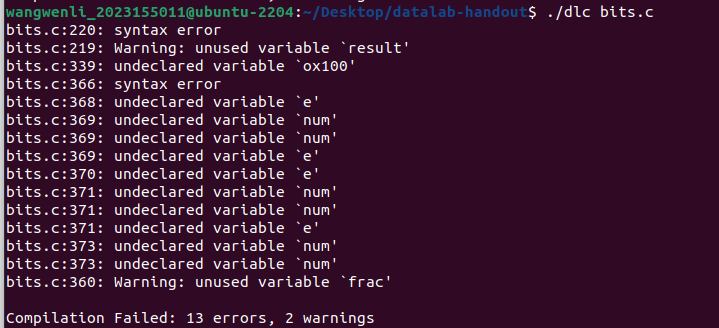 wangwenli_2023155011@ubuntu-2204:~/Desktop/datalab-handout$ ./dlc bits.c
bits.c:220: syntax error
bits.c:219: Warning: unused variable `result'
bits.c:339: undeclared variable `ox100'
bits.c:366: syntax error
bits.c:368: undeclared variable `e'
bits.c:369: undeclared variable `num'
bits.c:369: undeclared variable `num'
bits.c:369: undeclared variable `e'
bits.c:370: undeclared variable `e'
bits.c:371: undeclared variable `num'
bits.c:371: undeclared variable `num'
bits.c:371: undeclared variable `e'
bits.c:373: undeclared variable `num'
bits.c:373: undeclared variable `num'
bits.c:360: Warning: unused variable `frac'
Compilation Failed: 13 errors, 2 warnings